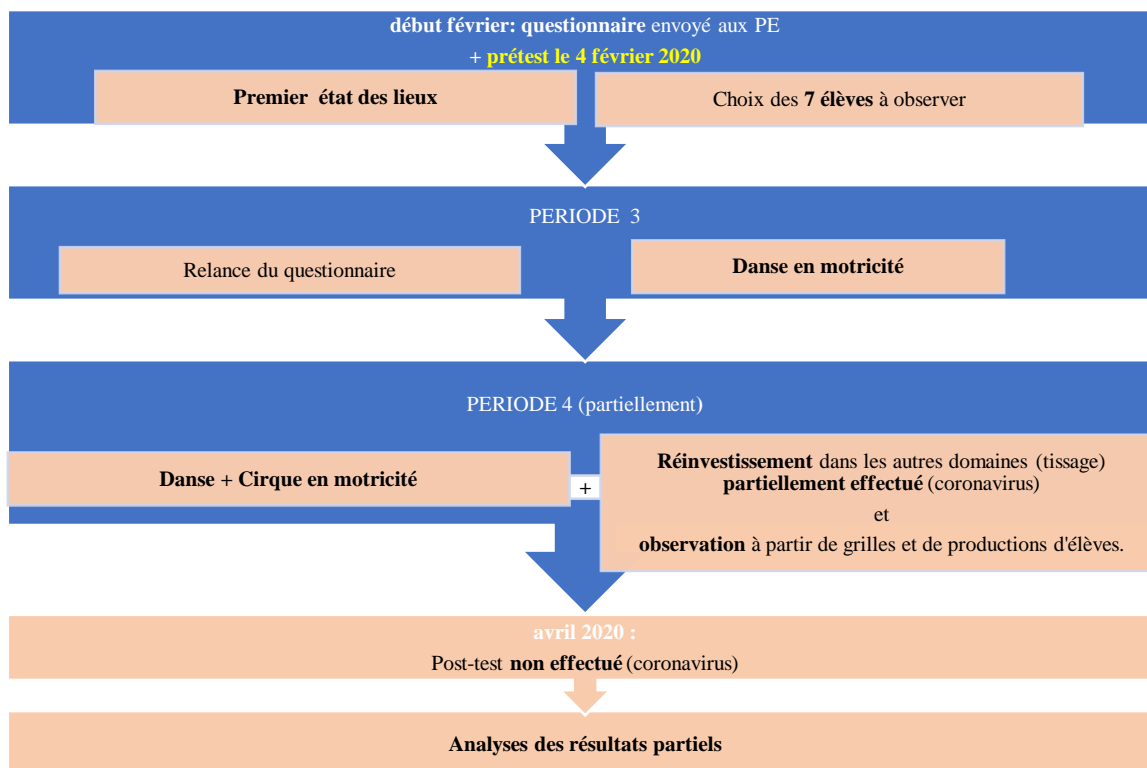 début février: questionnaire envoyé aux PE
+ prétest le 4 février 2020
Premier état des lieux
Choix des 7 élèves à observer
PERIODE 3
Relance du questionnaire
Danse en motricité
PERIODE 4 (partiellement)
Danse + Cirque en motricité
+
Réinvestissement dans les autres domaines (tissage)
partiellement effectué (coronavirus)
et
observation à partir de grilles et de productions d'élèves.
avril 2020 :
Post-test non effectué (coronavirus)
Analyses des résultats partiels